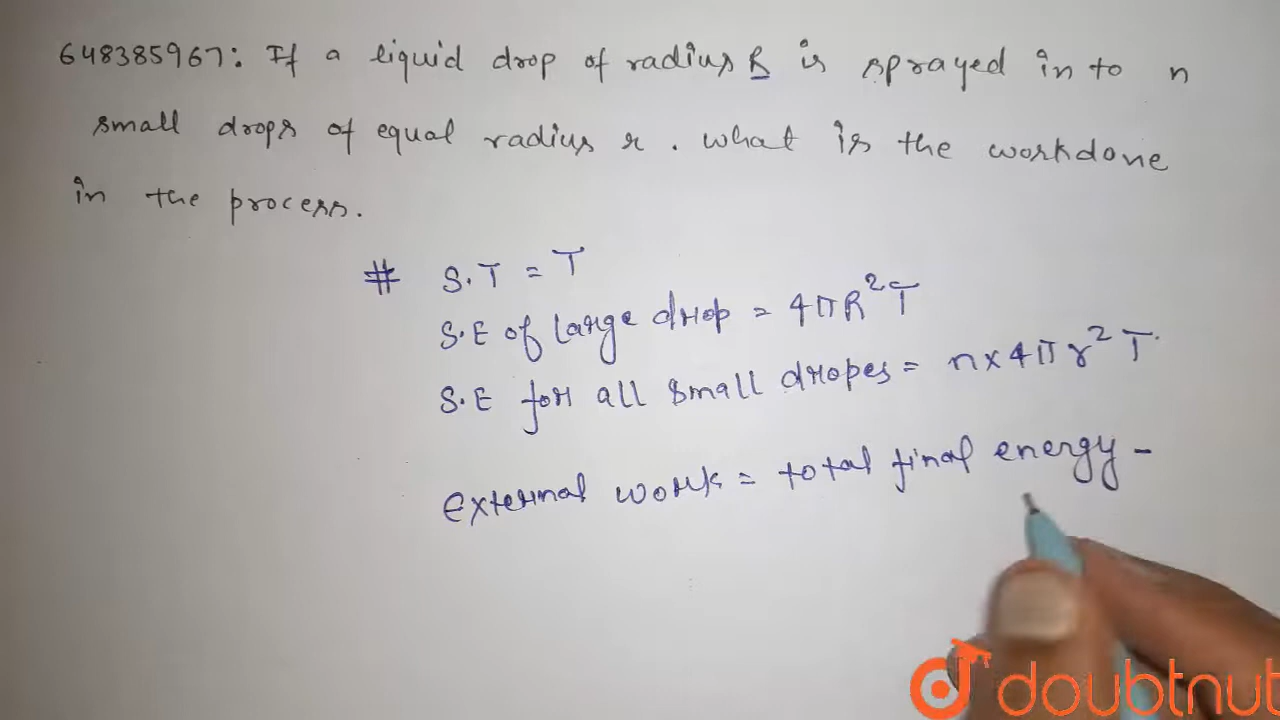 648385967: If a liquid drop of radius R is sprayed in to n
small drops of equal radius r. what is the workdone
in the process.
# S.T = T
S.E of large drop = 4πR²T
S.E for all small dropes = n×4πr²T.
External work = total final energy -
doubtnut